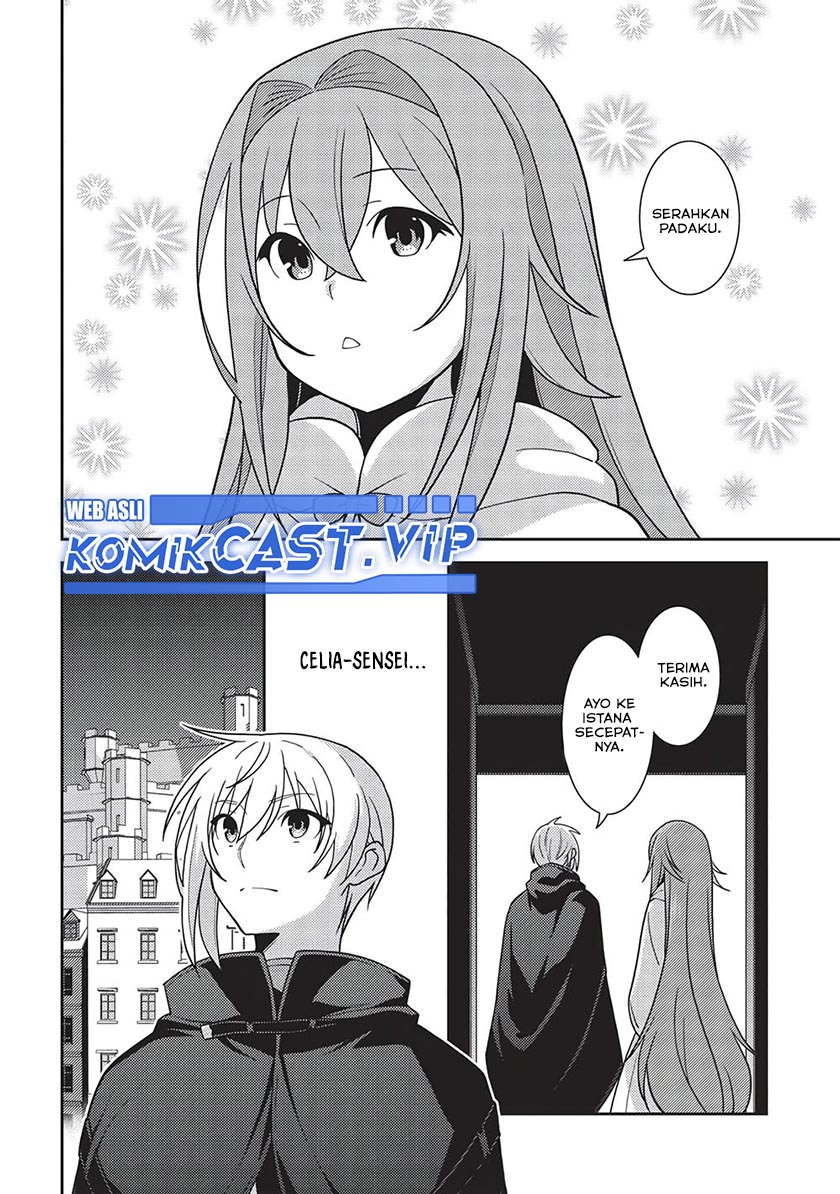 SERAHKAN
PADAKU.
WEB ASLI
KOMIKCAST.VIP
TERIMA
KASIH.
AYO KE
ISTANA
SECEPAT-
NYA.
CELIA-SENSEI...